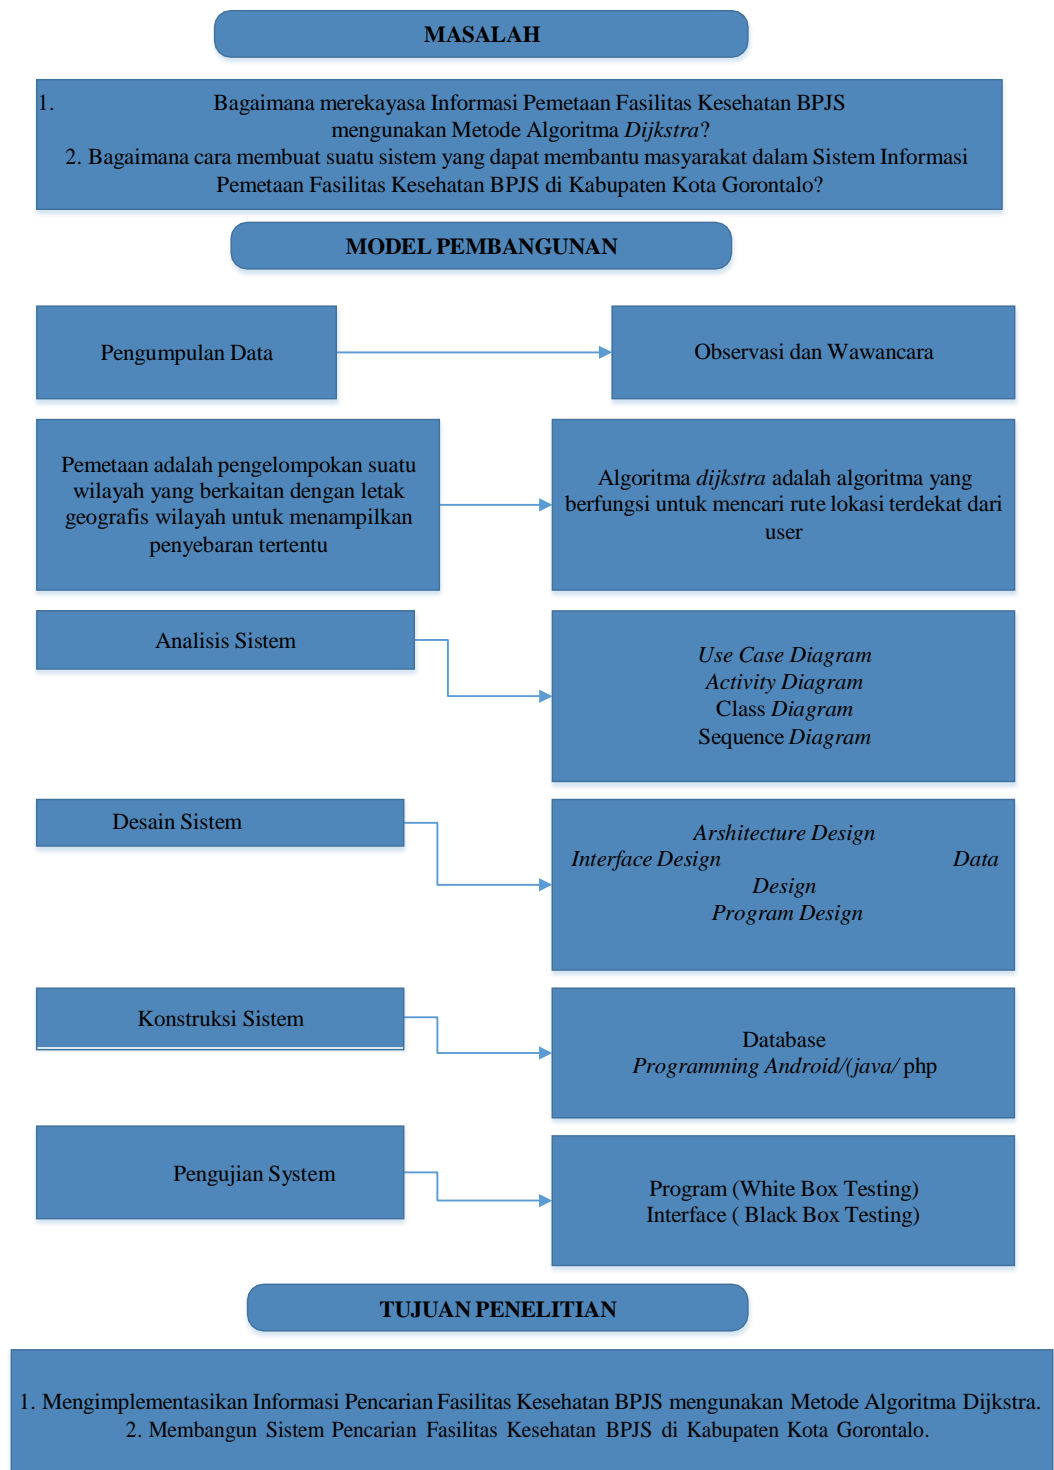 MASALAH
1. Bagaimana merekayasa Informasi Pemetaan Fasilitas Kesehatan BPJS
mengunakan Metode Algoritma Dijkstra?
2. Bagaimana cara membuat suatu sistem yang dapat membantu masyarakat dalam Sistem Informasi
Pemetaan Fasilitas Kesehatan BPJS di Kabupaten Kota Gorontalo?
MODEL PEMBANGUNAN
Pengumpulan Data
Observasi dan Wawancara
Pemetaan adalah pengelompokan suatu
wilayah yang berkaitan dengan letak
geografis wilayah untuk menampilkan
penyebaran tertentu
Algoritma dijkstra adalah algoritma yang
berfungsi untuk mencari rute lokasi terdekat dari
user
Analisis Sistem
Use Case Diagram
Activity Diagram
Class Diagram
Sequence Diagram
Desain Sistem
Arshitecture Design
Interface Design Data
Design
Program Design
Konstruksi Sistem
Database
Programming Android/(java/ php
Pengujian System
Program (White Box Testing)
Interface ( Black Box Testing)
TUJUAN PENELITIAN
1. Mengimplementasikan Informasi Pencarian Fasilitas Kesehatan BPJS mengunakan Metode Algoritma Dijkstra.
2. Membangun Sistem Pencarian Fasilitas Kesehatan BPJS di Kabupaten Kota Gorontalo.